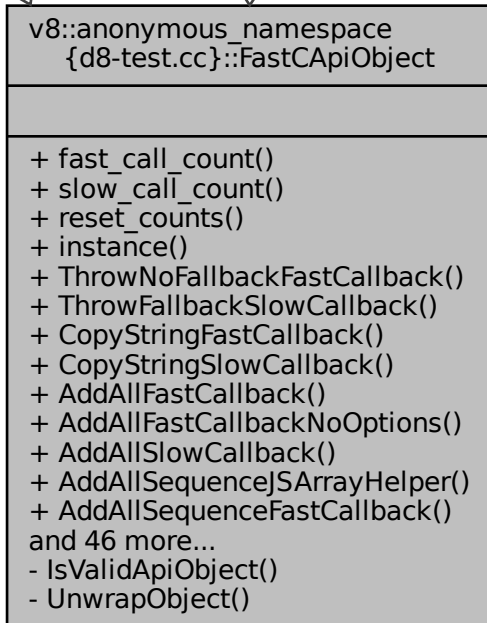 v8::anonymous_namespace
{d8-test.cc}::FastCApiObject
+ fast_call_count()
+ slow_call_count()
+ reset_counts()
+ instance()
+ ThrowNoFallbackFastCallback()
+ ThrowFallbackSlowCallback()
+ CopyStringFastCallback()
+ CopyStringSlowCallback()
+ AddAllFastCallback()
+ AddAllFastCallbackNoOptions()
+ AddAllSlowCallback()
+ AddAllSequenceJSArrayHelper()
+ AddAllSequenceFastCallback()
and 46 more...
- IsValidApiObject()
- UnwrapObject()